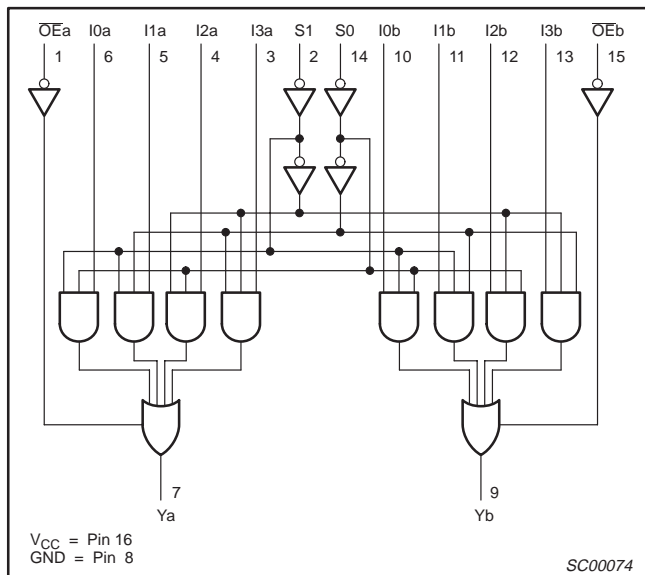 OEa I0a I1a I2a I3a S1 S0 I0b I1b I2b I3b OEb
1 6 5 4 3 2 14 10 11 12 13 15
7 9
Ya Yb
VCC = Pin 16
GND = Pin 8
SC00074